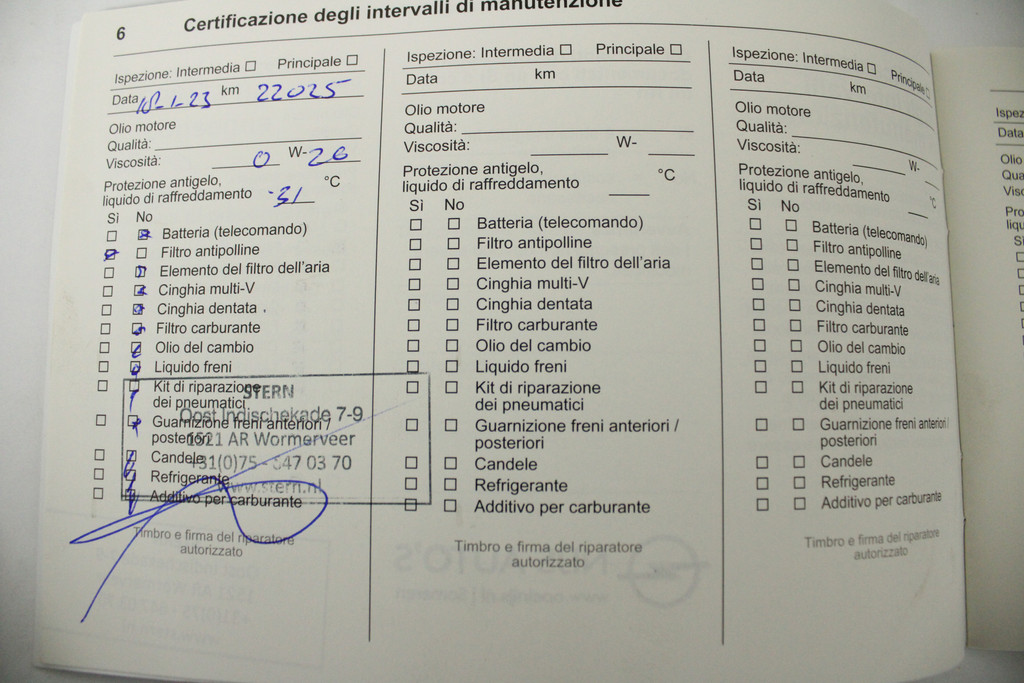 6
Certificazione degli intervalli di manutenzione
Ispezione: Intermedia ☐ Principale ☐
Data 18-1-23 km 22025
Olio motore
Qualità:
Viscosità: 0 W-20
Protezione antigelo,
liquido di raffreddamento -31 °C
Sì No
Batteria (telecomando)
Filtro antipolline
Elemento del filtro dell'aria
Cinghia multi-V
Cinghia dentata
Filtro carburante
Olio del cambio
Liquido freni
Kit di riparazione
dei pneumatici
Guarnizione freni anteriori /
posteriori
Candele
Refrigerante
Additivo per carburante
STERN
Oost Indischekade 7-9
1521 AR Wormerveer
+31(0)75 - 647 03 70
www.stern.nl
Timbro e firma del riparatore
autorizzato
Ispezione: Intermedia ☐ Principale ☐
Data km
Olio motore
Qualità:
Viscosità: W-
Protezione antigelo,
liquido di raffreddamento °C
Sì No
Batteria (telecomando)
Filtro antipolline
Elemento del filtro dell'aria
Cinghia multi-V
Cinghia dentata
Filtro carburante
Olio del cambio
Liquido freni
Kit di riparazione
dei pneumatici
Guarnizione freni anteriori /
posteriori
Candele
Refrigerante
Additivo per carburante
Timbro e firma del riparatore
autorizzato
Ispezione: Intermedia ☐ Principale ☐
Data km
Olio motore
Qualità:
Viscosità: W-
Protezione antigelo,
liquido di raffreddamento °C
Sì No
Batteria (telecomando)
Filtro antipolline
Elemento del filtro dell'aria
Cinghia multi-V
Cinghia dentata
Filtro carburante
Olio del cambio
Liquido freni
Kit di riparazione
dei pneumatici
Guarnizione freni anteriori /
posteriori
Candele
Refrigerante
Additivo per carburante
Timbro e firma del riparatore
autorizzato
Data
Olio